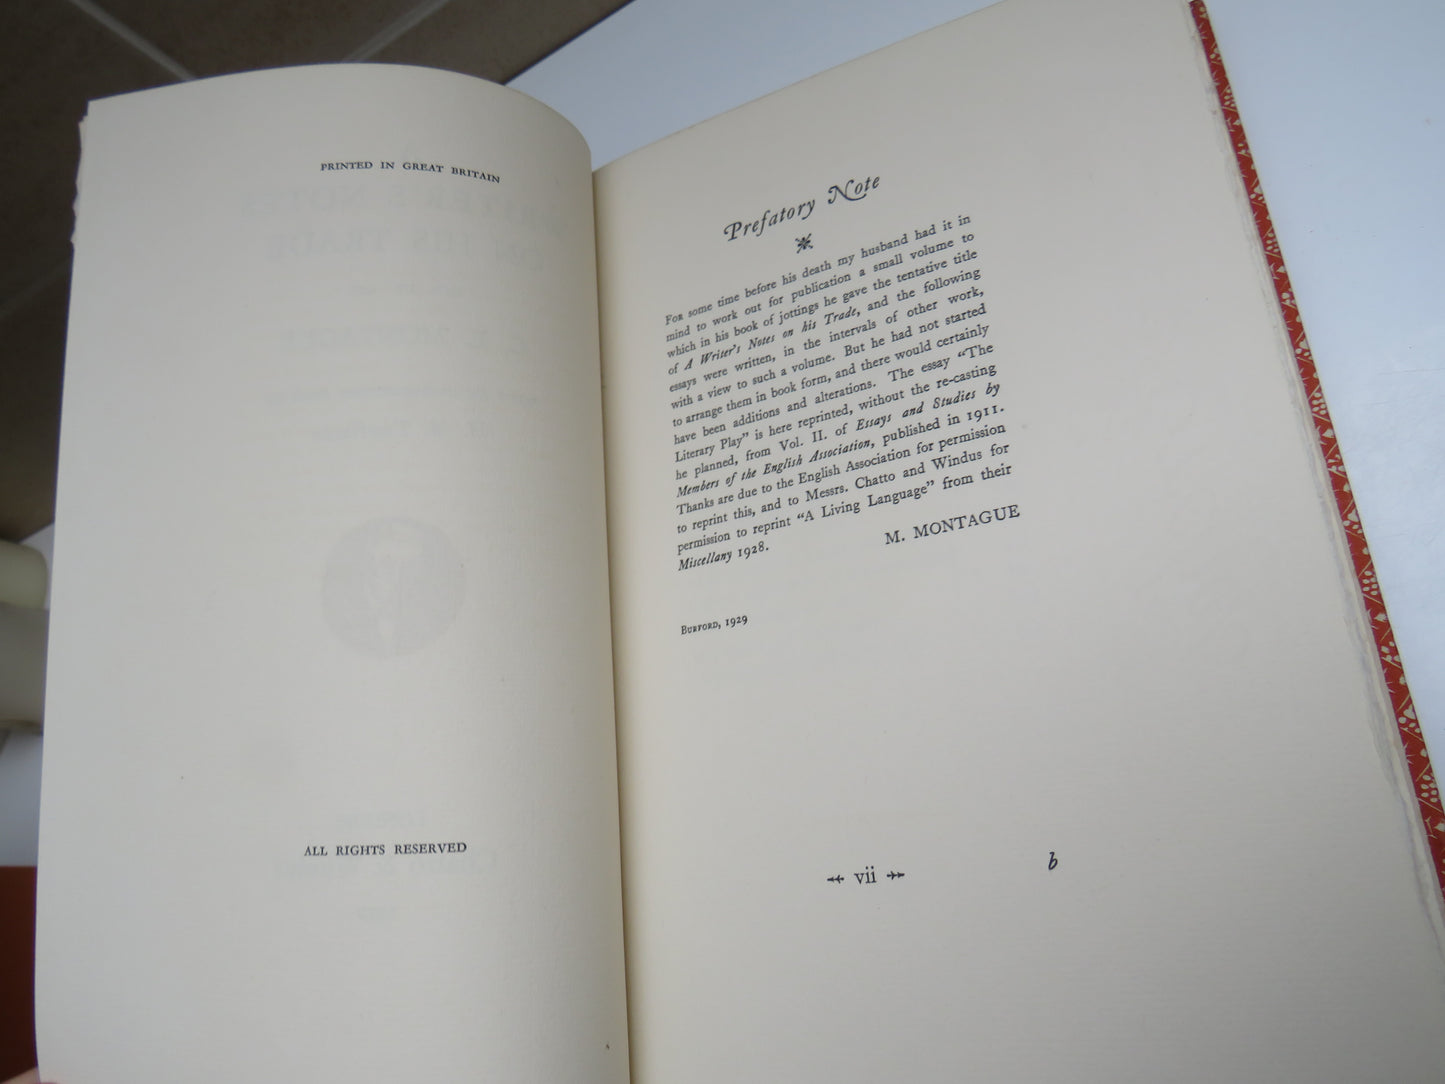 PRINTED IN GREAT BRITAIN
ALL RIGHTS RESERVED
Prefatory Note
For some time before his death my husband had it in
mind to work out for publication a small volume to
which in his book of jottings he gave the tentative title
of A Writer's Notes on his Trade, and the following
essays were written, in the intervals of other work,
with a view to such a volume. But he had not started
to arrange them in book form, and there would certainly
have been additions and alterations. The essay “The
Literary Play” is here reprinted, without the re-casting
he planned, from Vol. II. of Essays and Studies by
Members of the English Association, published in 1911.
Thanks are due to the English Association for permission
to reprint this, and to Messrs. Chatto and Windus for
permission to reprint “A Living Language” from their
Miscellany 1928.
M. MONTAGUE
Burford, 1929
vii
b